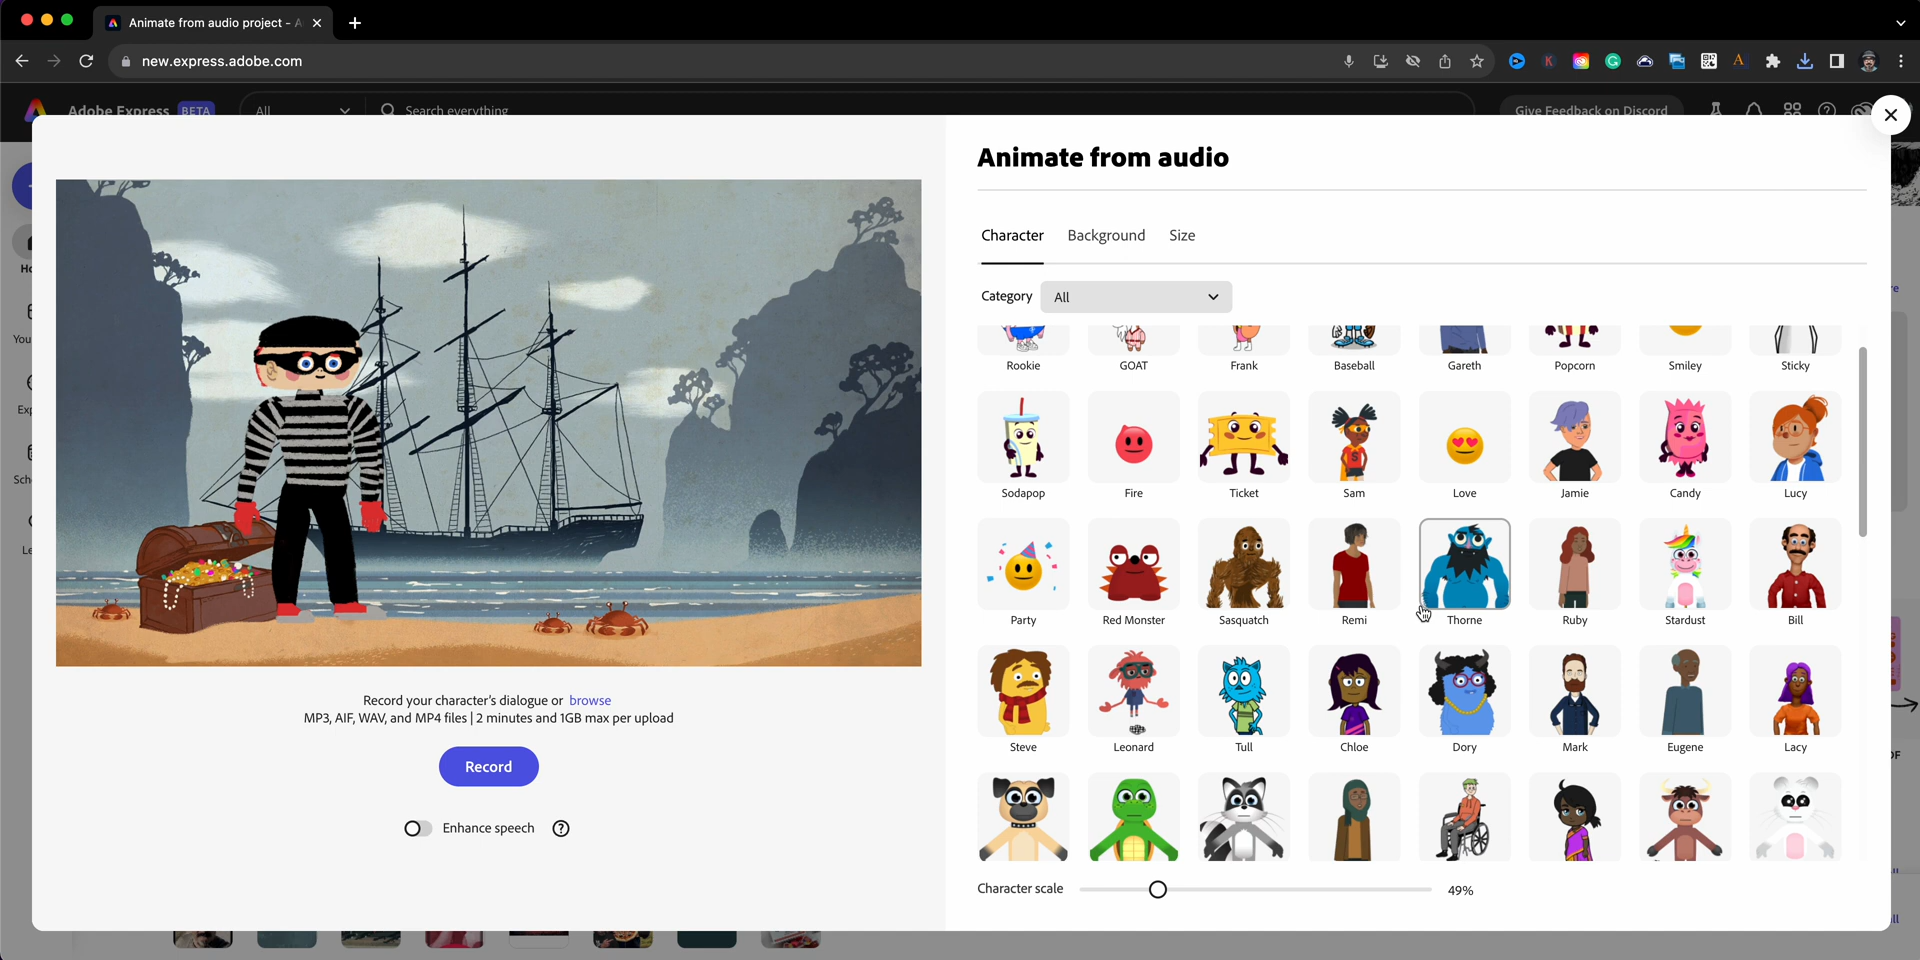 Animate from audio project - A
new.express.adobe.com
Adobe Express BETA All Search everything Give Feedback on Discord
Animate from audio
Character Background Size
Category All
Rookie GOAT Frank Baseball Gareth Popcorn Smiley Sticky
Sodapop Fire Ticket Sam Love Jamie Candy Lucy
Party Red Monster Sasquatch Remi Thorne Ruby Stardust Bill
Steve Leonard Tull Chloe Dory Mark Eugene Lacy
Character scale 49%
Record your character's dialogue or browse
MP3, AIF, WAV, and MP4 files | 2 minutes and 1GB max per upload
Record
Enhance speech